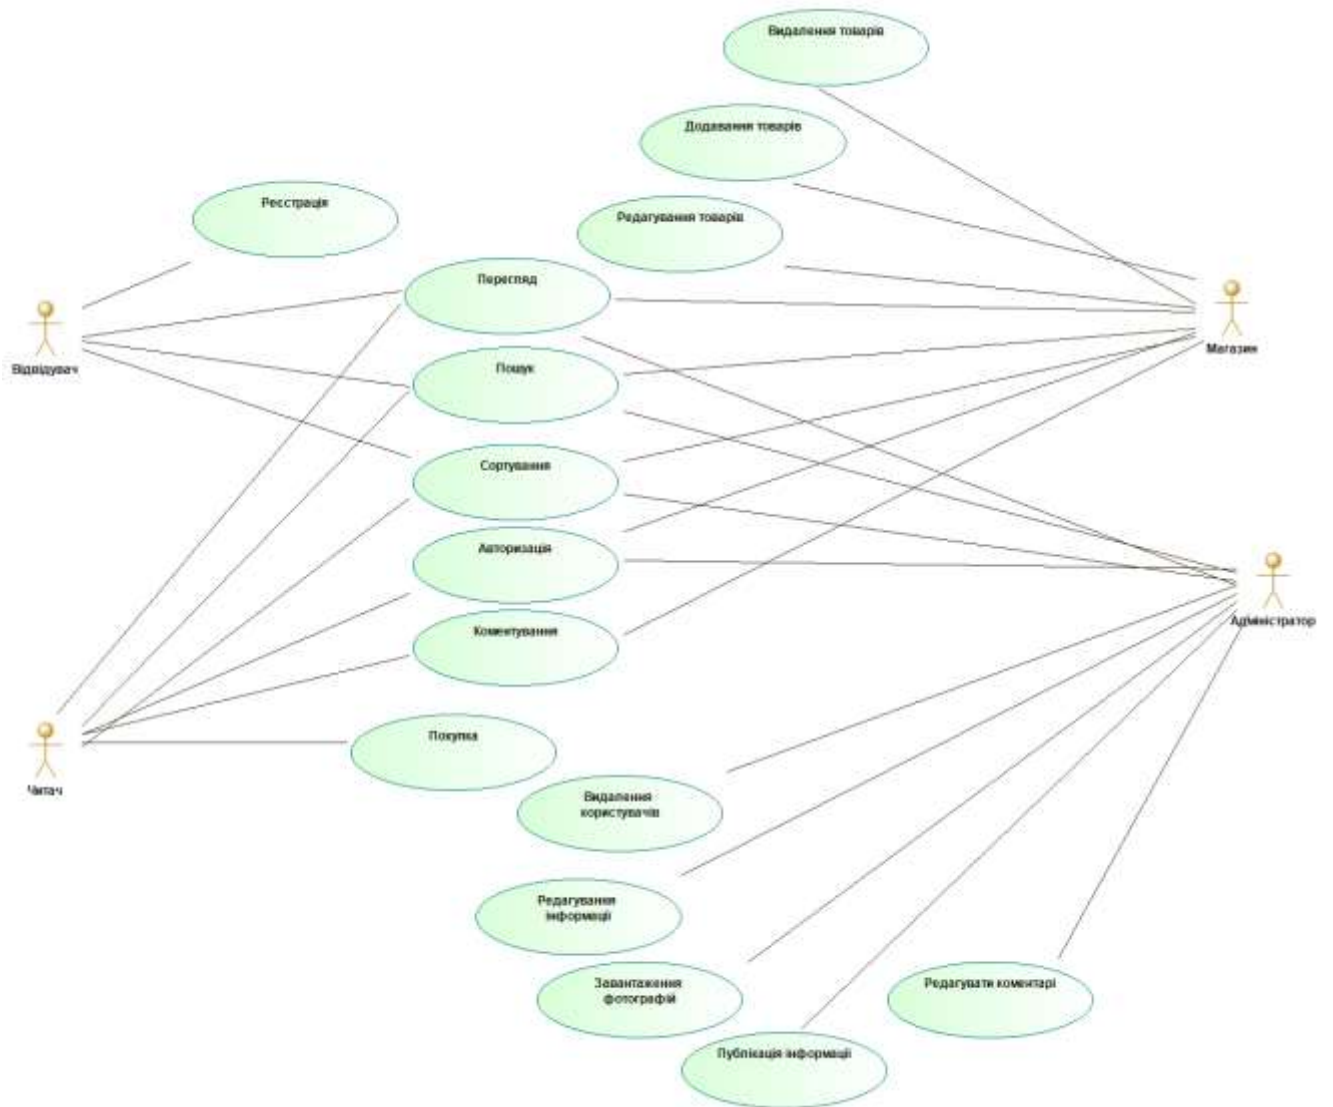 Видалення товарів
Додавання товарів
Реєстрація
Редагування товарів
Перегляд
Магазин
Відвідувач
Пошук
Сортування
Авторизація
Адміністратор
Коментування
Покупка
Читач
Видалення
користувачів
Редагування
інформації
Завантаження
фотографій
Редагувати коментарі
Публікація інформації